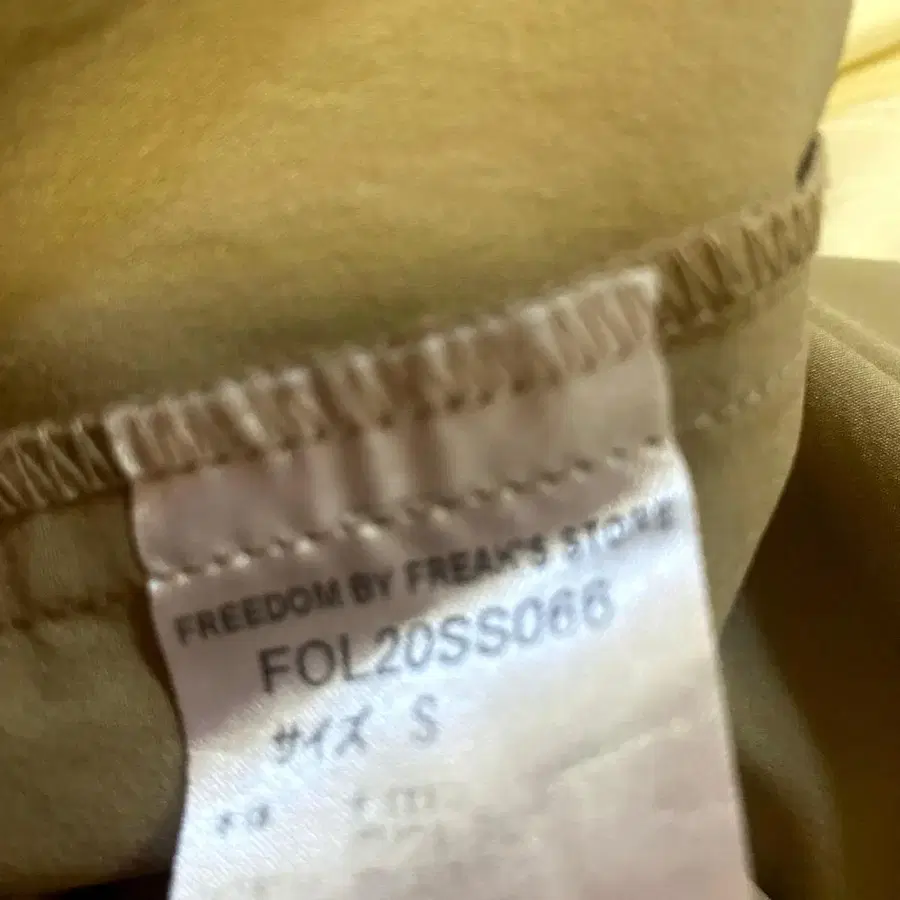 FREEDOM BY FREAK'S STORE
FOL20SS066
サイズ S